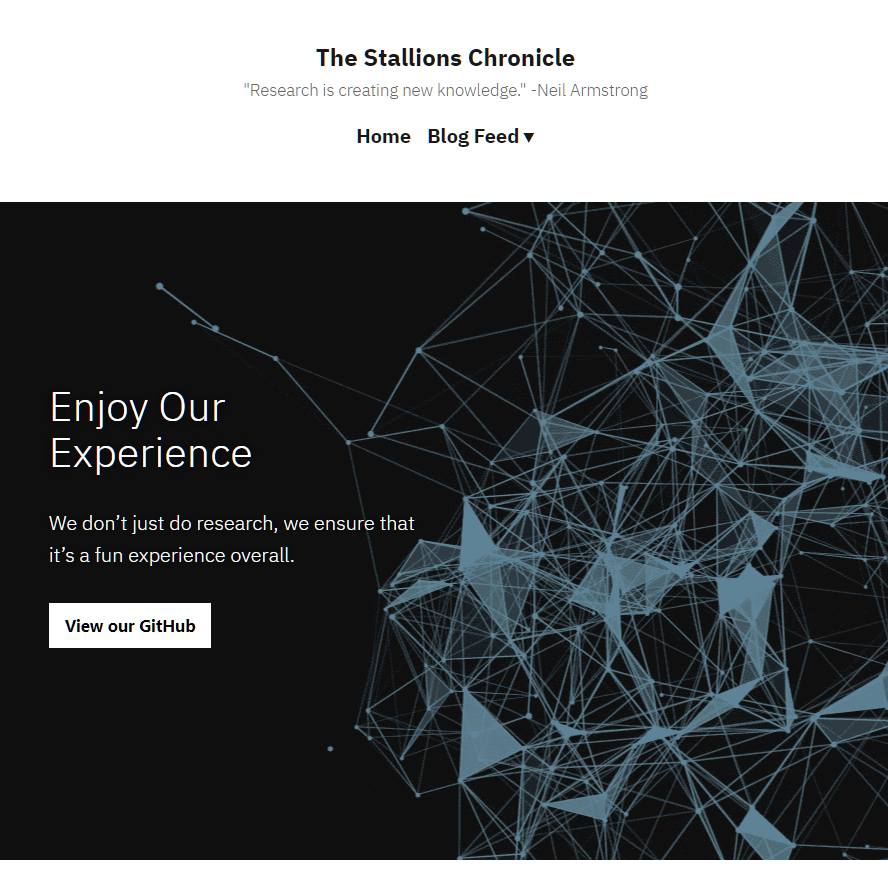 The Stallions Chronicle
"Research is creating new knowledge." -Neil Armstrong
Home Blog Feed ▾
Enjoy Our
Experience
We don’t just do research, we ensure that
it’s a fun experience overall.
View our GitHub